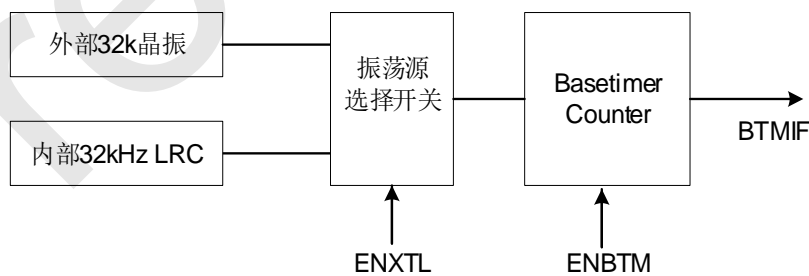 外部32k晶振
内部32kHz LRC
振荡源
选择开关
Basetimer
Counter
BTMIF
ENXTL
ENBTM